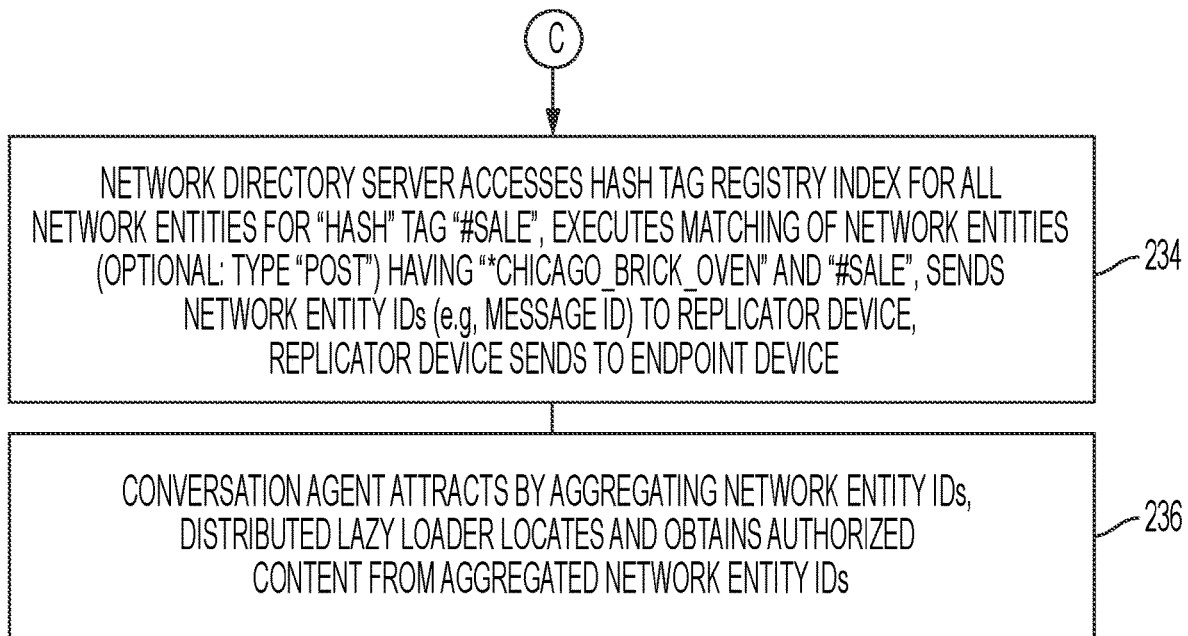 C
NETWORK DIRECTORY SERVER ACCESSES HASH TAG REGISTRY INDEX FOR ALL
NETWORK ENTITIES FOR “HASH” TAG “#SALE”, EXECUTES MATCHING OF NETWORK ENTITIES
(OPTIONAL: TYPE “POST”) HAVING “*CHICAGO_BRICK_OVEN” AND “#SALE”, SENDS
NETWORK ENTITY IDs (e.g, MESSAGE ID) TO REPLICATOR DEVICE,
REPLICATOR DEVICE SENDS TO ENDPOINT DEVICE
234
CONVERSATION AGENT ATTRACTS BY AGGREGATING NETWORK ENTITY IDs,
DISTRIBUTED LAZY LOADER LOCATES AND OBTAINS AUTHORIZED
CONTENT FROM AGGREGATED NETWORK ENTITY IDs
236